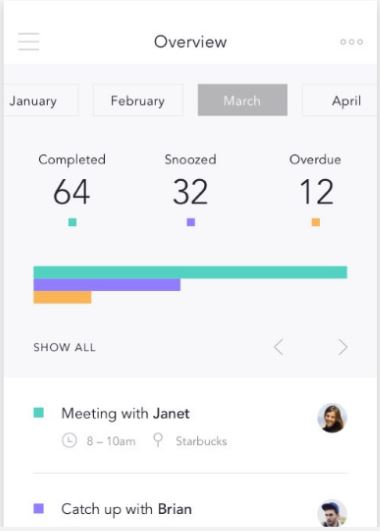 Overview
January February March April
Completed Snoozed Overdue
64 32 12
SHOW ALL
Meeting with Janet
8 – 10am Starbucks
Catch up with Brian